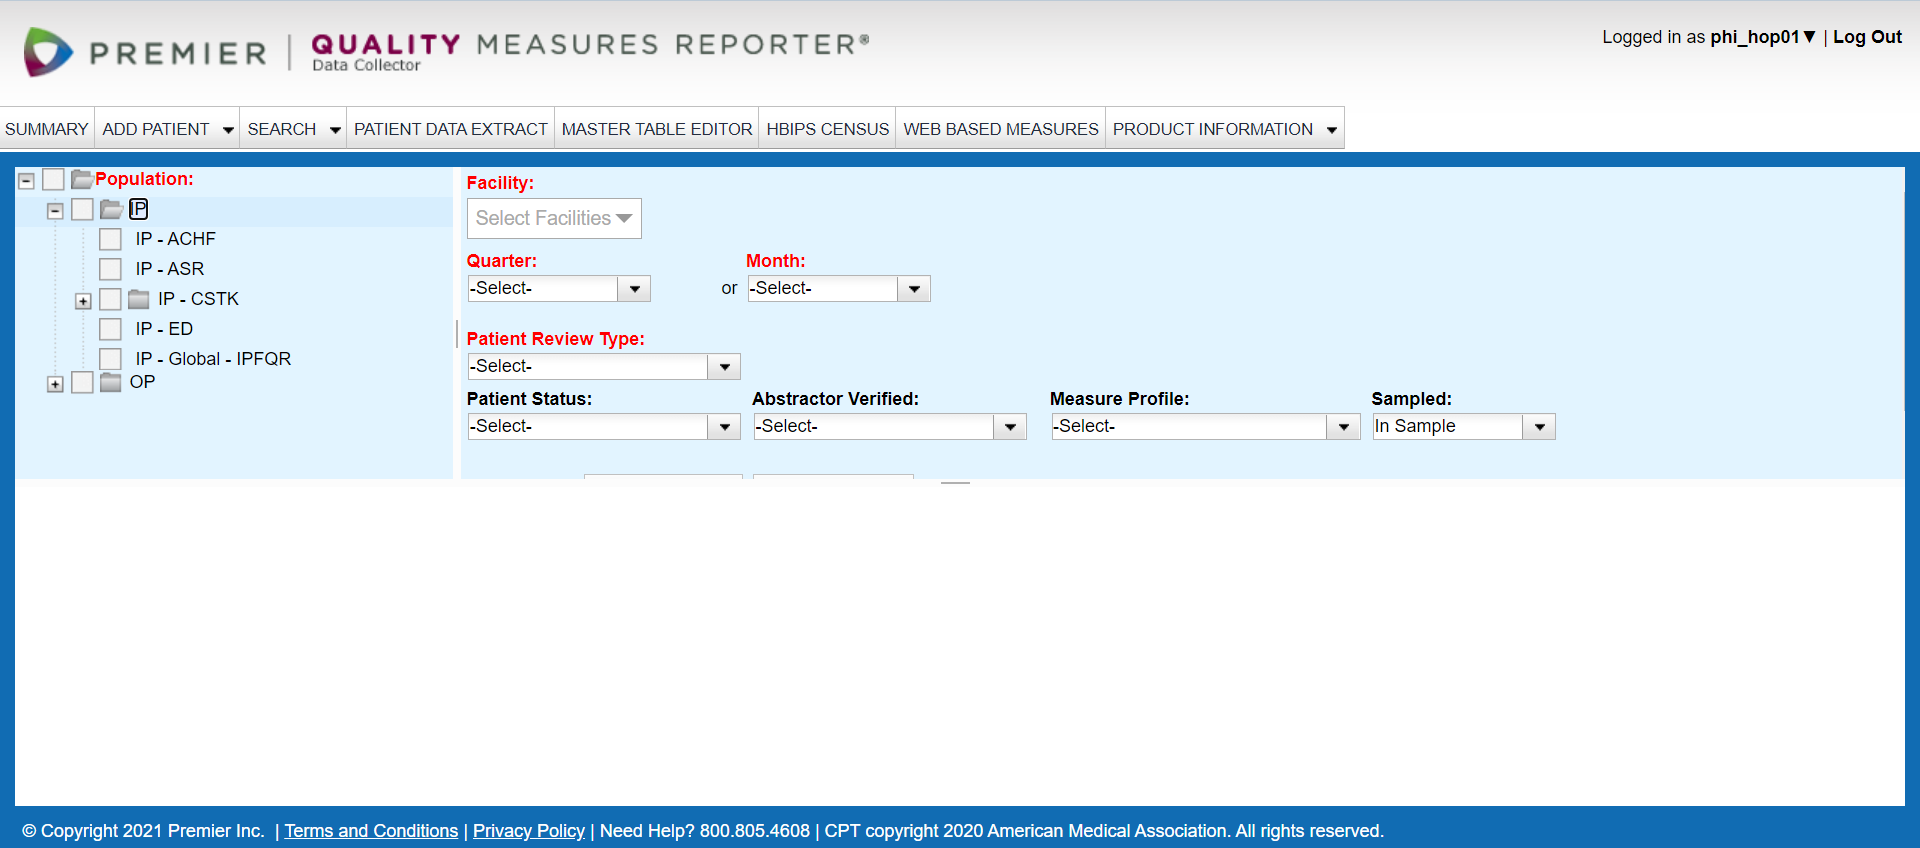 PREMIER | QUALITY MEASURES REPORTER®
Data Collector
Logged in as phi_hop01▼ | Log Out
SUMMARY ADD PATIENT SEARCH PATIENT DATA EXTRACT MASTER TABLE EDITOR HBIPS CENSUS WEB BASED MEASURES PRODUCT INFORMATION
Population:
IP
IP - ACHF
IP - ASR
IP - CSTK
IP - ED
IP - Global - IPFQR
OP
Facility:
Select Facilities
Quarter: Month:
-Select- or -Select-
Patient Review Type:
-Select-
Patient Status: Abstractor Verified: Measure Profile: Sampled:
-Select- -Select- -Select- In Sample
© Copyright 2021 Premier Inc. | Terms and Conditions | Privacy Policy | Need Help? 800.805.4608 | CPT copyright 2020 American Medical Association. All rights reserved.